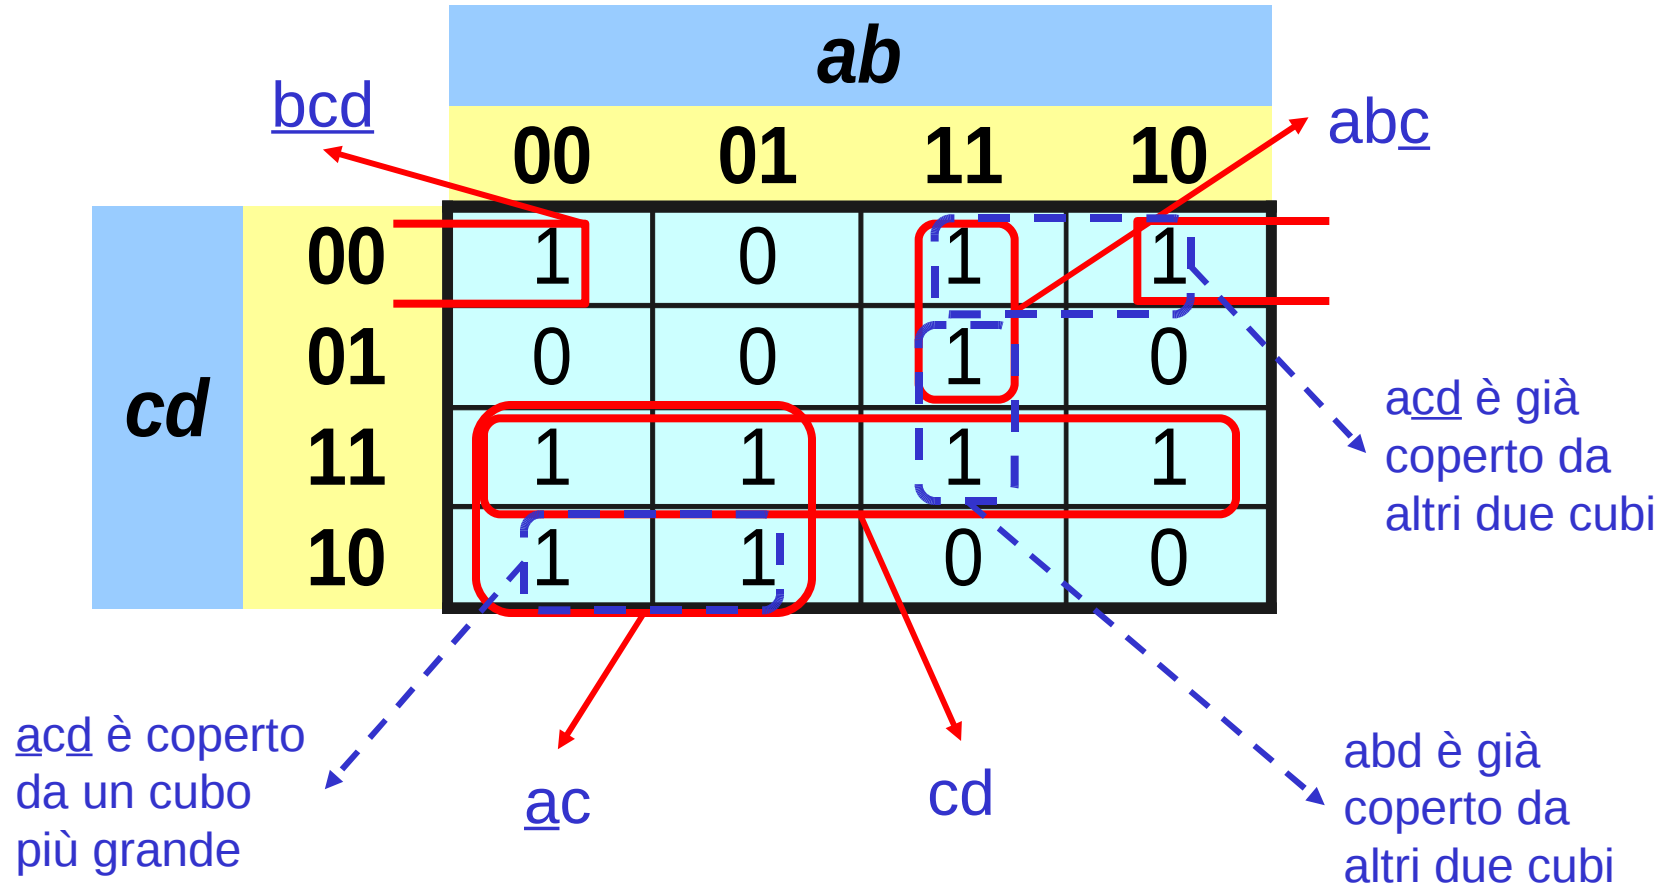 ab
bcd
abc
00 01 11 10
cd
00 1 0 1 1
01 0 0 1 0
11 1 1 1 1
10 1 1 0 0
acd è già
coperto da
altri due cubi
acd è coperto
da un cubo
più grande
ac
cd
abd è già
coperto da
altri due cubi